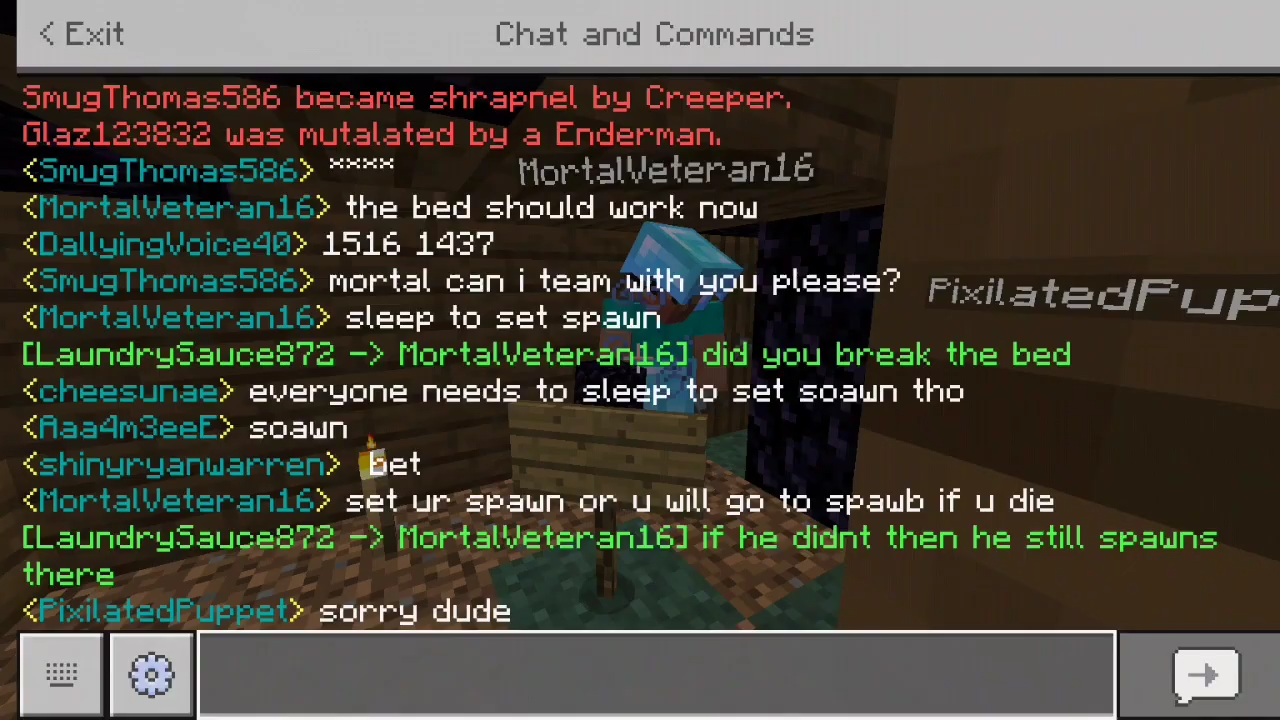 < Exit
Chat and Commands
SmugThomas586 became shrapnel by Creeper.
Glaz123832 was mutalated by a Enderman.
<SmugThomas586> ****
MortalVeteran16
<MortalVeteran16> the bed should work now
<DallyingVoice40> 1516 1437
<SmugThomas586> mortal can i team with you please?
PixilatedPup
<MortalVeteran16> sleep to set spawn
[LaundrySauce872 -> MortalVeteran16] did you break the bed
<cheesunae> everyone needs to sleep to set soawn tho
<Aaa4m3eeE> soawn
<shinyryanwarren> bet
<MortalVeteran16> set ur spawn or u will go to spawb if u die
[LaundrySauce872 -> MortalVeteran16] if he didnt then he still spawns
there
<PixilatedPuppet> sorry dude